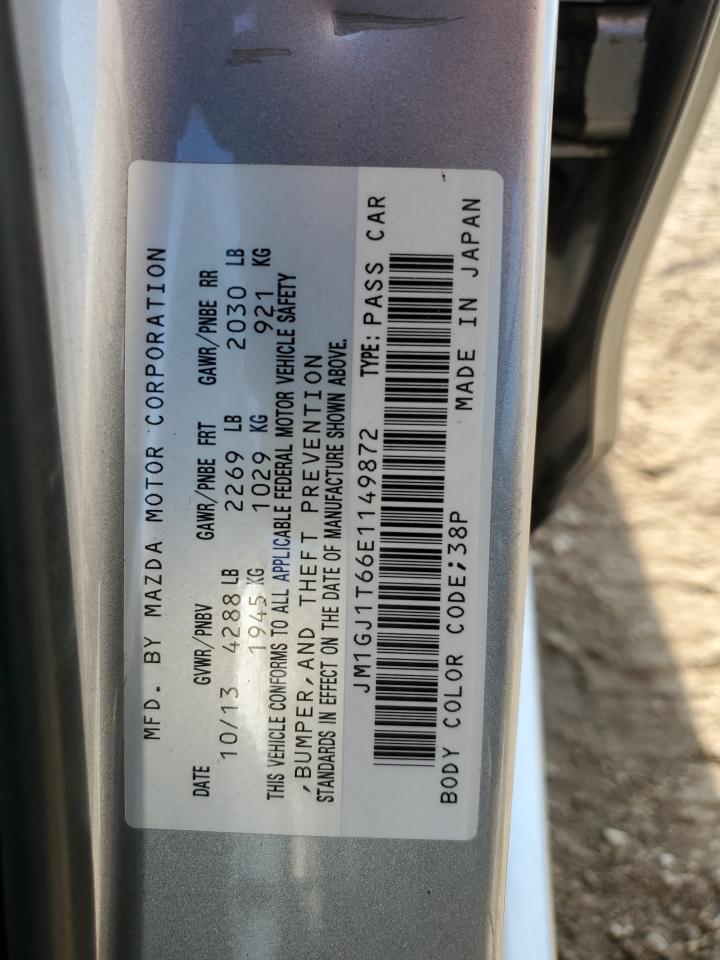 MFD. BY MAZDA MOTOR CORPORATION
DATE GVWR/PNBV GAWR/PNBE FRT GAWR/PNBE RR
10/13 4288 LB 2269 LB 2030 LB
1945 KG 1029 KG 921 KG
THIS VEHICLE CONFORMS TO ALL APPLICABLE FEDERAL MOTOR VEHICLE SAFETY
,BUMPER,AND THEFT PREVENTION
STANDARDS IN EFFECT ON THE DATE OF MANUFACTURE SHOWN ABOVE.
JM1GJ1T66E1149872 TYPE: PASS CAR
BODY COLOR CODE;38P MADE IN JAPAN